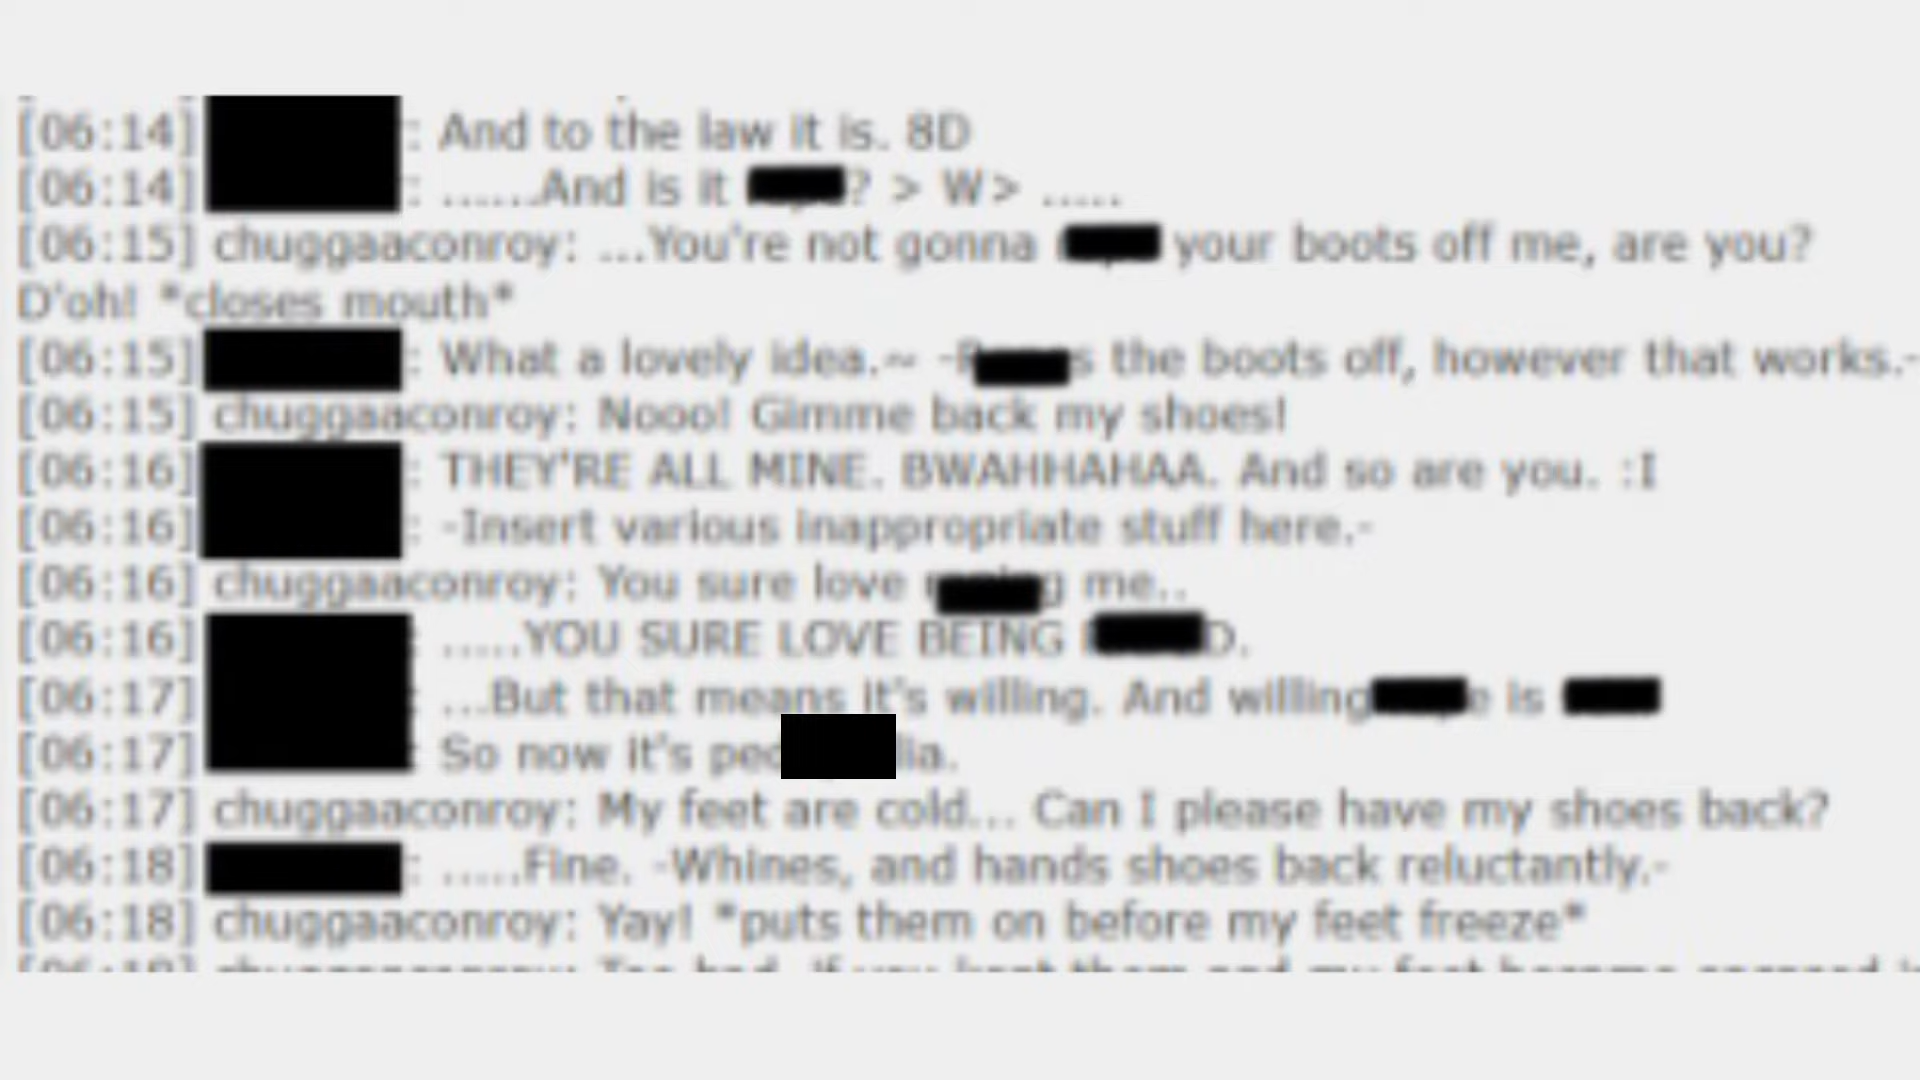 [06:14] : And to the law it is. 8D
[06:14] : ......And is it ? > W> .....
[06:15] chuggaaconroy: ...You're not gonna your boots off me, are you?
D'oh! *closes mouth*
[06:15] : What a lovely idea.~ - the boots off, however that works.-
[06:15] chuggaaconroy: Nooo! Gimme back my shoes!
[06:16] : THEY'RE ALL MINE. BWAHHAHAA. And so are you. :I
[06:16] : -Insert various inappropriate stuff here.-
[06:16] chuggaaconroy: You sure love me..
[06:16] : .....YOU SURE LOVE BEING
[06:17] : ...But that means it's willing. And willing is
[06:17] : So now it's
[06:17] chuggaaconroy: My feet are cold... Can I please have my shoes back?
[06:18] : .....Fine. -Whines, and hands shoes back reluctantly.-
[06:18] chuggaaconroy: Yay! *puts them on before my feet freeze*